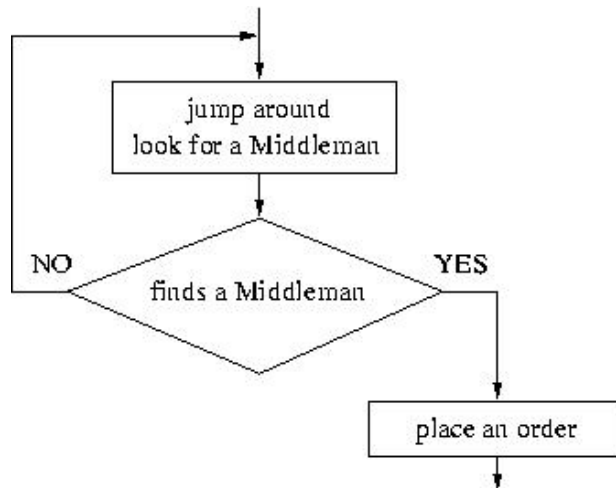 jump around
look for a Middleman
NO
YES
finds a Middleman
place an order